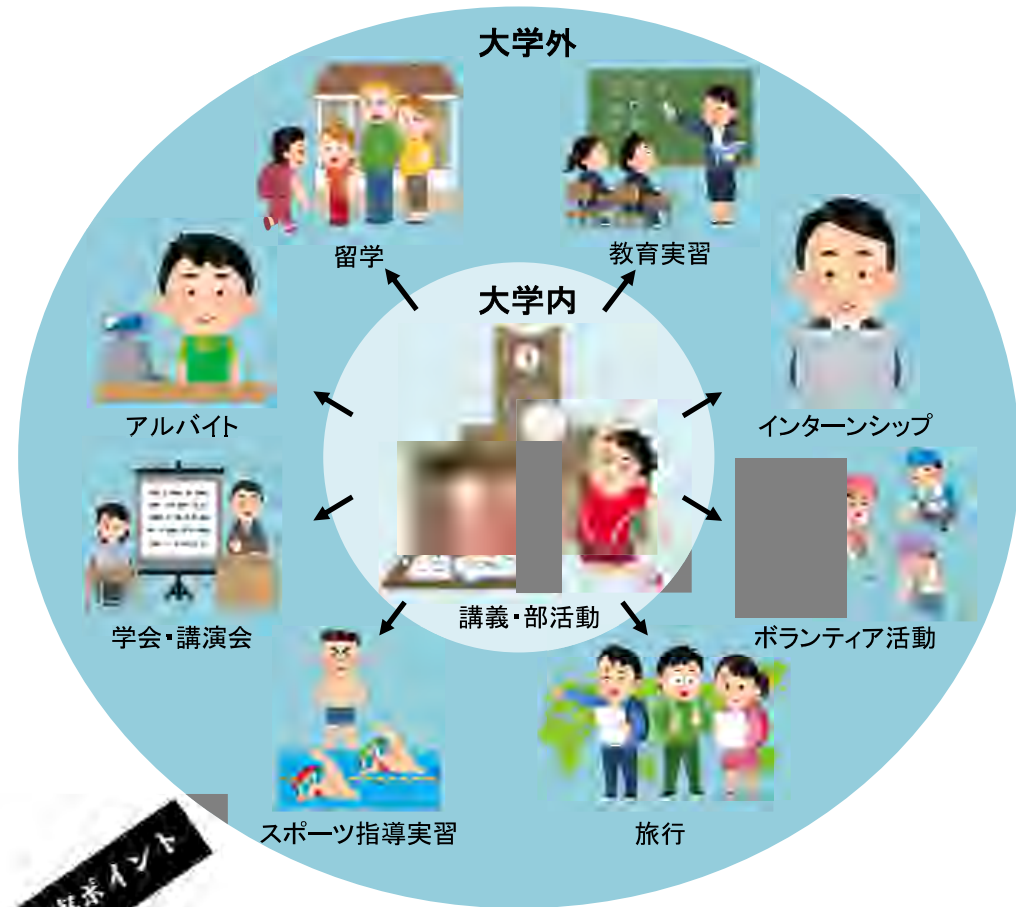 大学外
留学
教育実習
大学内
アルバイト
インターンシップ
講義・部活動
学会・講演会
ボランティア活動
スポーツ指導実習
旅行
ポイント